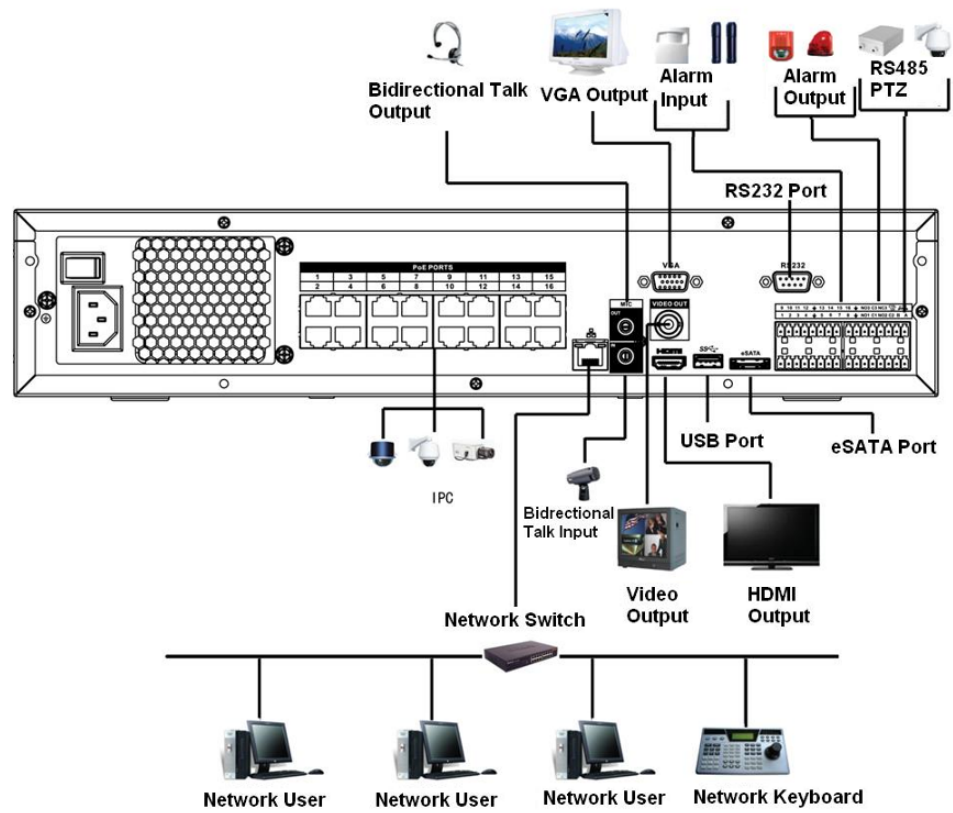 Bidirectional Talk
Output
VGA Output
Alarm
Input
Alarm
Output
RS485
PTZ
RS232 Port
PoE PORTS
1 3 5 7 9 11 13 15
2 4 6 8 10 12 14 16
VGA
RS232
MIC
OUT
VIDEO OUT
HDMI
SS
eSATA
USB Port
eSATA Port
IPC
Bidrectional
Talk Input
Video
Output
HDMI
Output
Network Switch
Network User
Network User
Network User
Network Keyboard